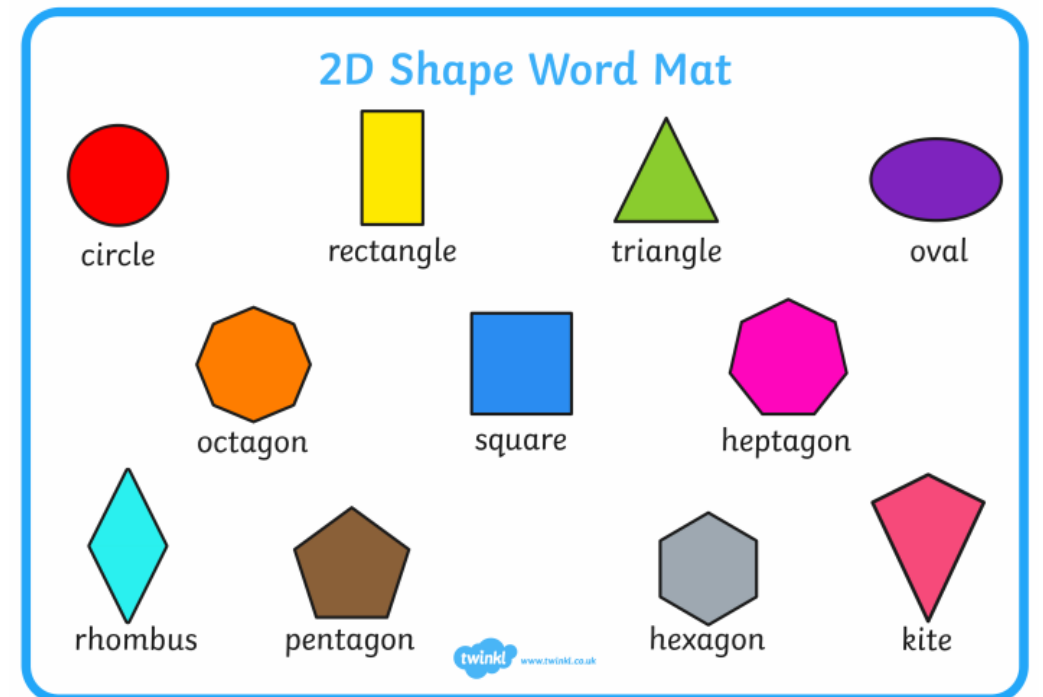 2D Shape Word Mat
circle rectangle triangle oval
octagon square heptagon
rhombus pentagon hexagon kite
twinkl www.twinkl.co.uk